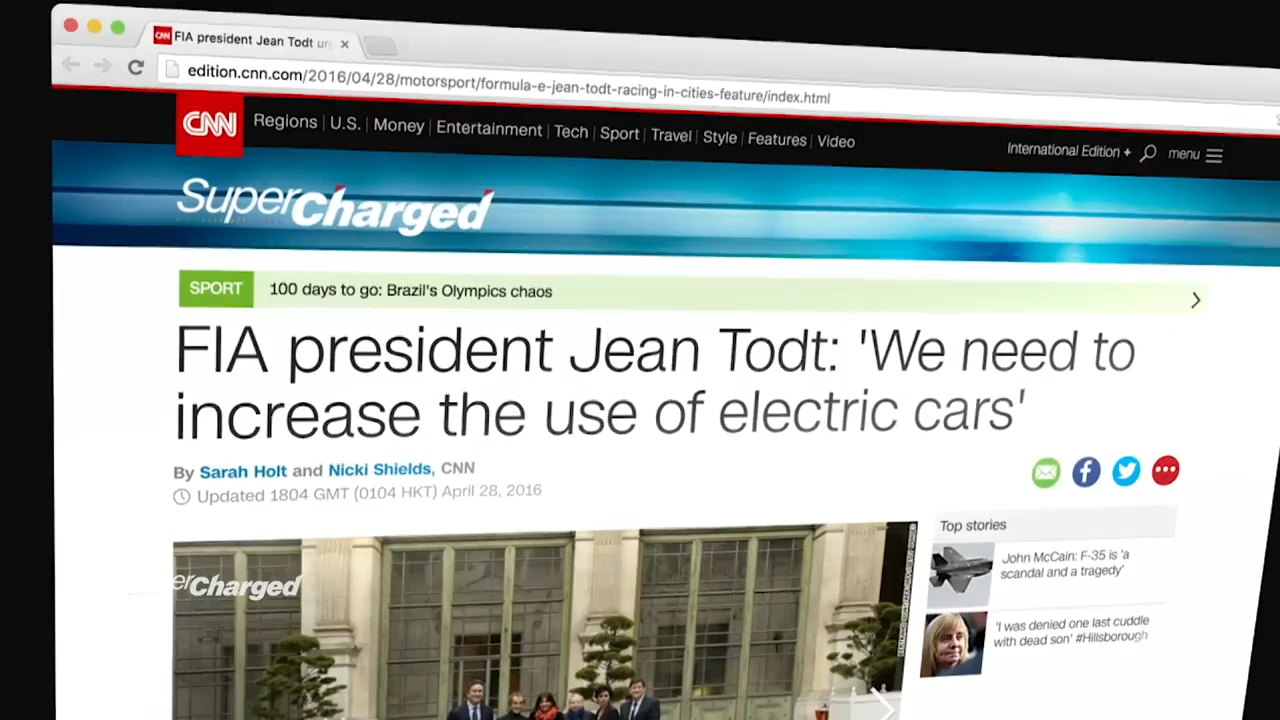 CNN FIA president Jean Todt ur
edition.cnn.com/2016/04/28/motorsport/formula-e-jean-todt-racing-in-cities-feature/index.html
CNN Regions | U.S. | Money | Entertainment | Tech | Sport | Travel | Style | Features | Video
International Edition + menu
SuperCharged
SPORT 100 days to go: Brazil's Olympics chaos
FIA president Jean Todt: 'We need to
increase the use of electric cars'
By Sarah Holt and Nicki Shields, CNN
Updated 1804 GMT (0104 HKT) April 28, 2016
erCharged
Top stories
John McCain: F-35 is 'a
scandal and a tragedy'
'I was denied one last cuddle
with dead son' #Hillsborough